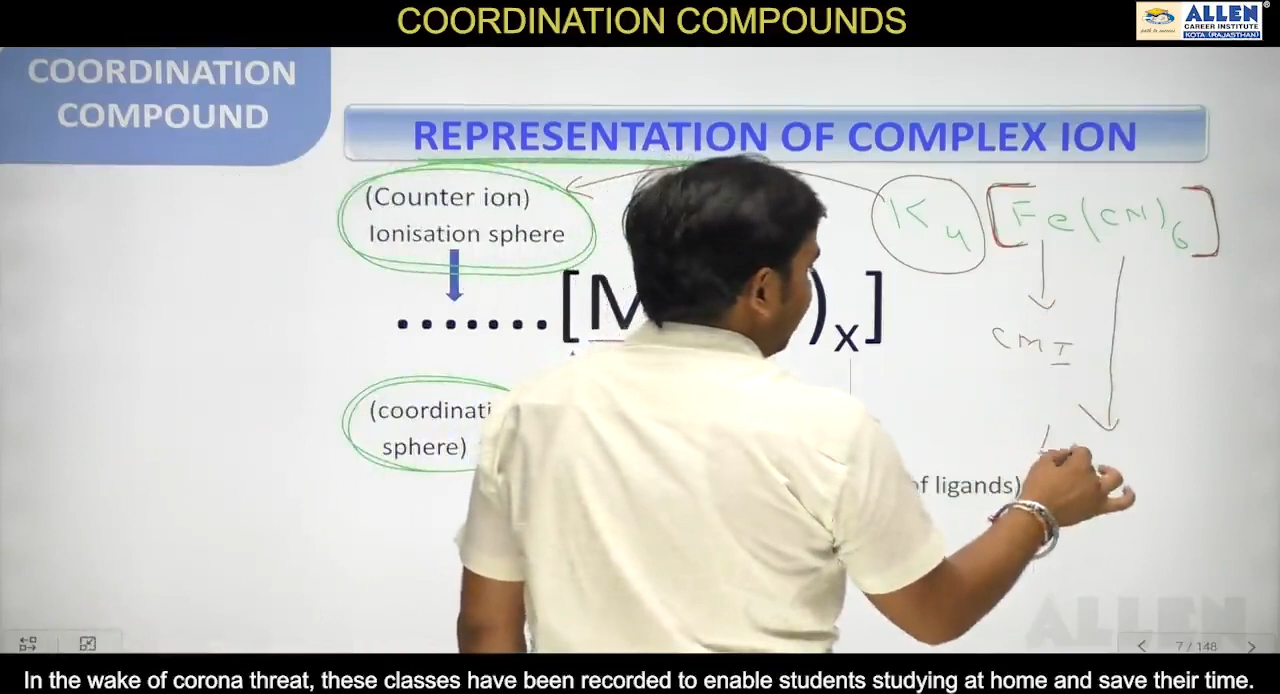 COORDINATION COMPOUNDS
ALLEN
CAREER INSTITUTE
KOTA (RAJASTHAN)
COORDINATION
COMPOUND
REPRESENTATION OF COMPLEX ION
(Counter ion)
Ionisation sphere
K4 [Fe(CN)6]
.......[M )x]
CMI
(coordinati
sphere)
of ligands)
ALLEN
7 / 148
In the wake of corona threat, these classes have been recorded to enable students studying at home and save their time.